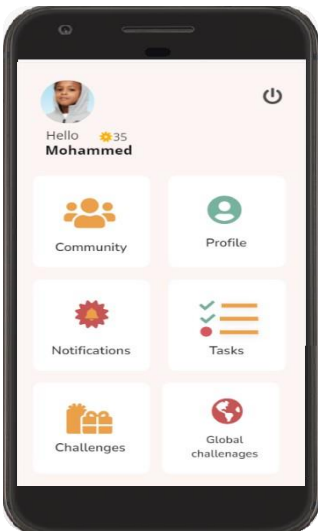 Hello 35
Mohammed
Community
Profile
Notifications
Tasks
Challenges
Global
challenages